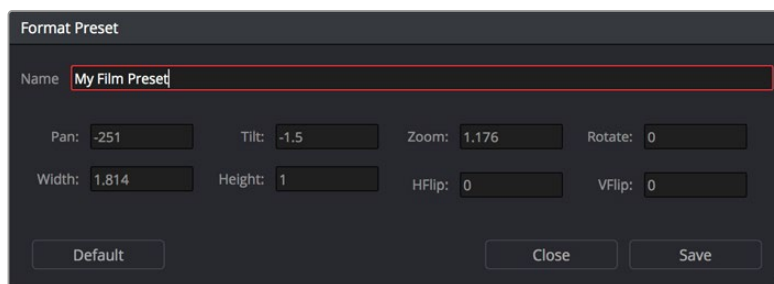 Format Preset
Name My Film Preset
Pan: -251 Tilt: -1.5 Zoom: 1.176 Rotate: 0
Width: 1.814 Height: 1 HFlip: 0 VFlip: 0
Default Close Save